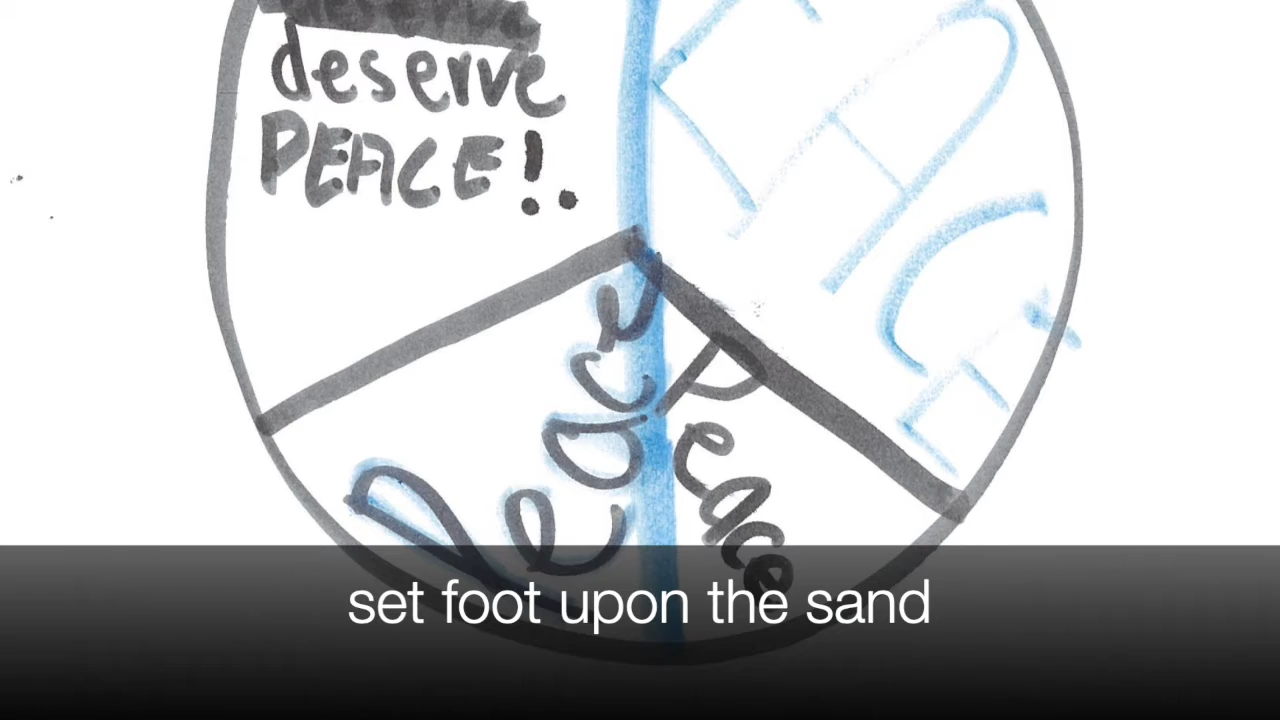 deserve
PEACE!.
PEACE
Peace
Peace
set foot upon the sand